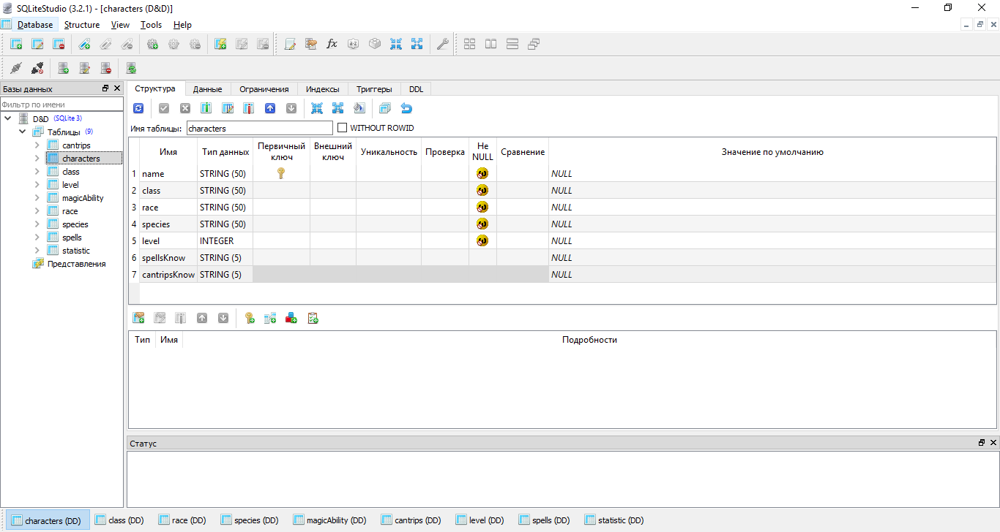 SQLiteStudio (3.2.1) - [characters (D&D)]
Database Structure View Tools Help
Базы данных
Фильтр по имени
D&D (SQLite 3)
Таблицы (9)
cantrips
characters
class
level
magicAbility
race
species
spells
statistic
Представления
Структура Данные Ограничения Индексы Триггеры DDL
Имя таблицы: characters WITHOUT ROWID
Имя Тип данных Первичный ключ Внешний ключ Уникальность Проверка Не NULL Сравнение Значение по умолчанию
1 name STRING (50) NULL
2 class STRING (50) NULL
3 race STRING (50) NULL
4 species STRING (50) NULL
5 level INTEGER NULL
6 spellsKnow STRING (5) NULL
7 cantripsKnow STRING (5) NULL
Тип Имя Подробности
Статус
characters (DD) class (DD) race (DD) species (DD) magicAbility (DD) cantrips (DD) level (DD) spells (DD) statistic (DD)